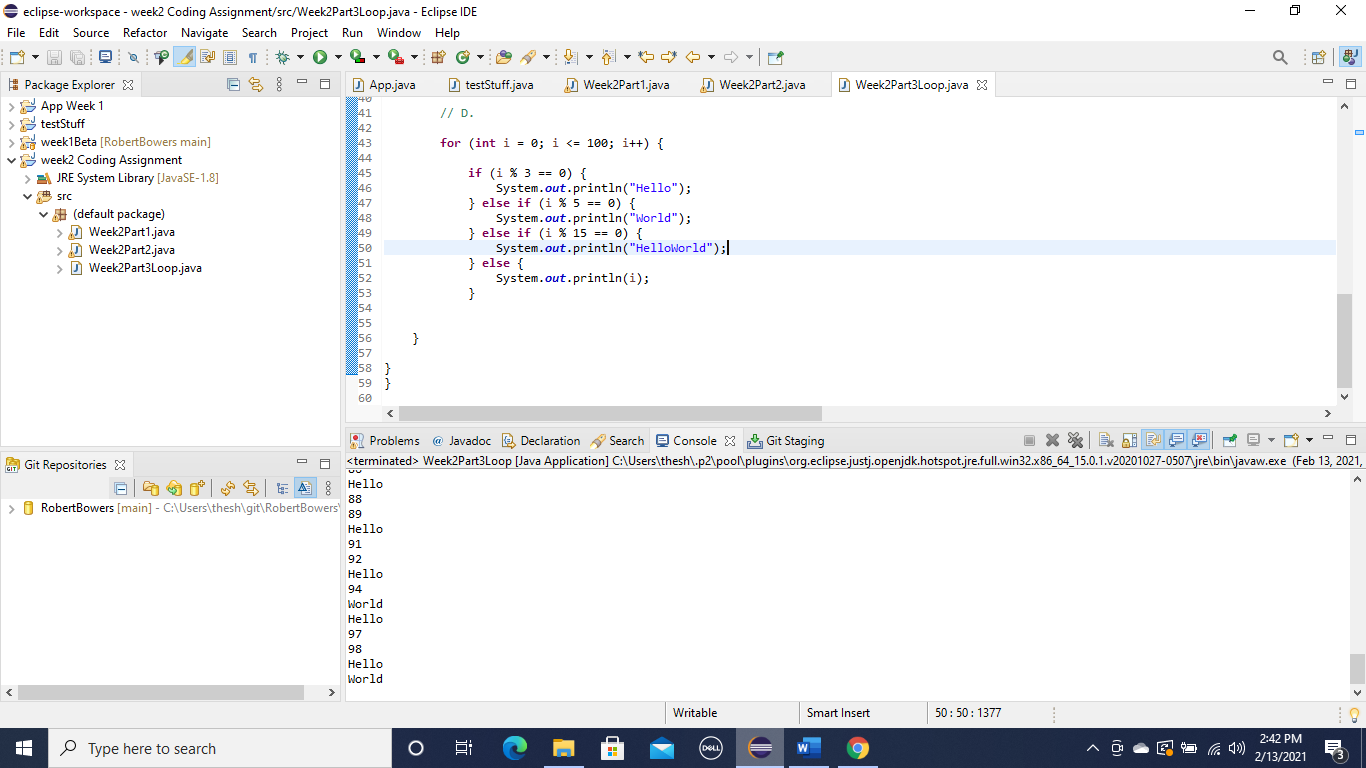 eclipse-workspace - week2 Coding Assignment/src/Week2Part3Loop.java - Eclipse IDE
File Edit Source Refactor Navigate Search Project Run Window Help
Package Explorer
App Week 1
testStuff
week1Beta [RobertBowers main]
week2 Coding Assignment
JRE System Library [JavaSE-1.8]
src
(default package)
Week2Part1.java
Week2Part2.java
Week2Part3Loop.java
Git Repositories
RobertBowers [main] - C:\Users\thesh\git\RobertBowers\
App.java testStuff.java Week2Part1.java Week2Part2.java Week2Part3Loop.java
40
41 // D.
42
43 for (int i = 0; i <= 100; i++) {
44
45 if (i % 3 == 0) {
46 System.out.println("Hello");
47 } else if (i % 5 == 0) {
48 System.out.println("World");
49 } else if (i % 15 == 0) {
50 System.out.println("HelloWorld");
51 } else {
52 System.out.println(i);
53 }
54
55
56 }
57
58 }
59 }
60
Problems @ Javadoc Declaration Search Console Git Staging
<terminated> Week2Part3Loop [Java Application] C:\Users\thesh\.p2\pool\plugins\org.eclipse.justj.openjdk.hotspot.jre.full.win32.x86_64_15.0.1.v20201027-0507\jre\bin\javaw.exe (Feb 13, 2021,
Hello
88
89
Hello
91
92
Hello
94
World
Hello
97
98
Hello
World
Writable Smart Insert 50 : 50 : 1377
Type here to search
DELL
2:42 PM
2/13/2021
3